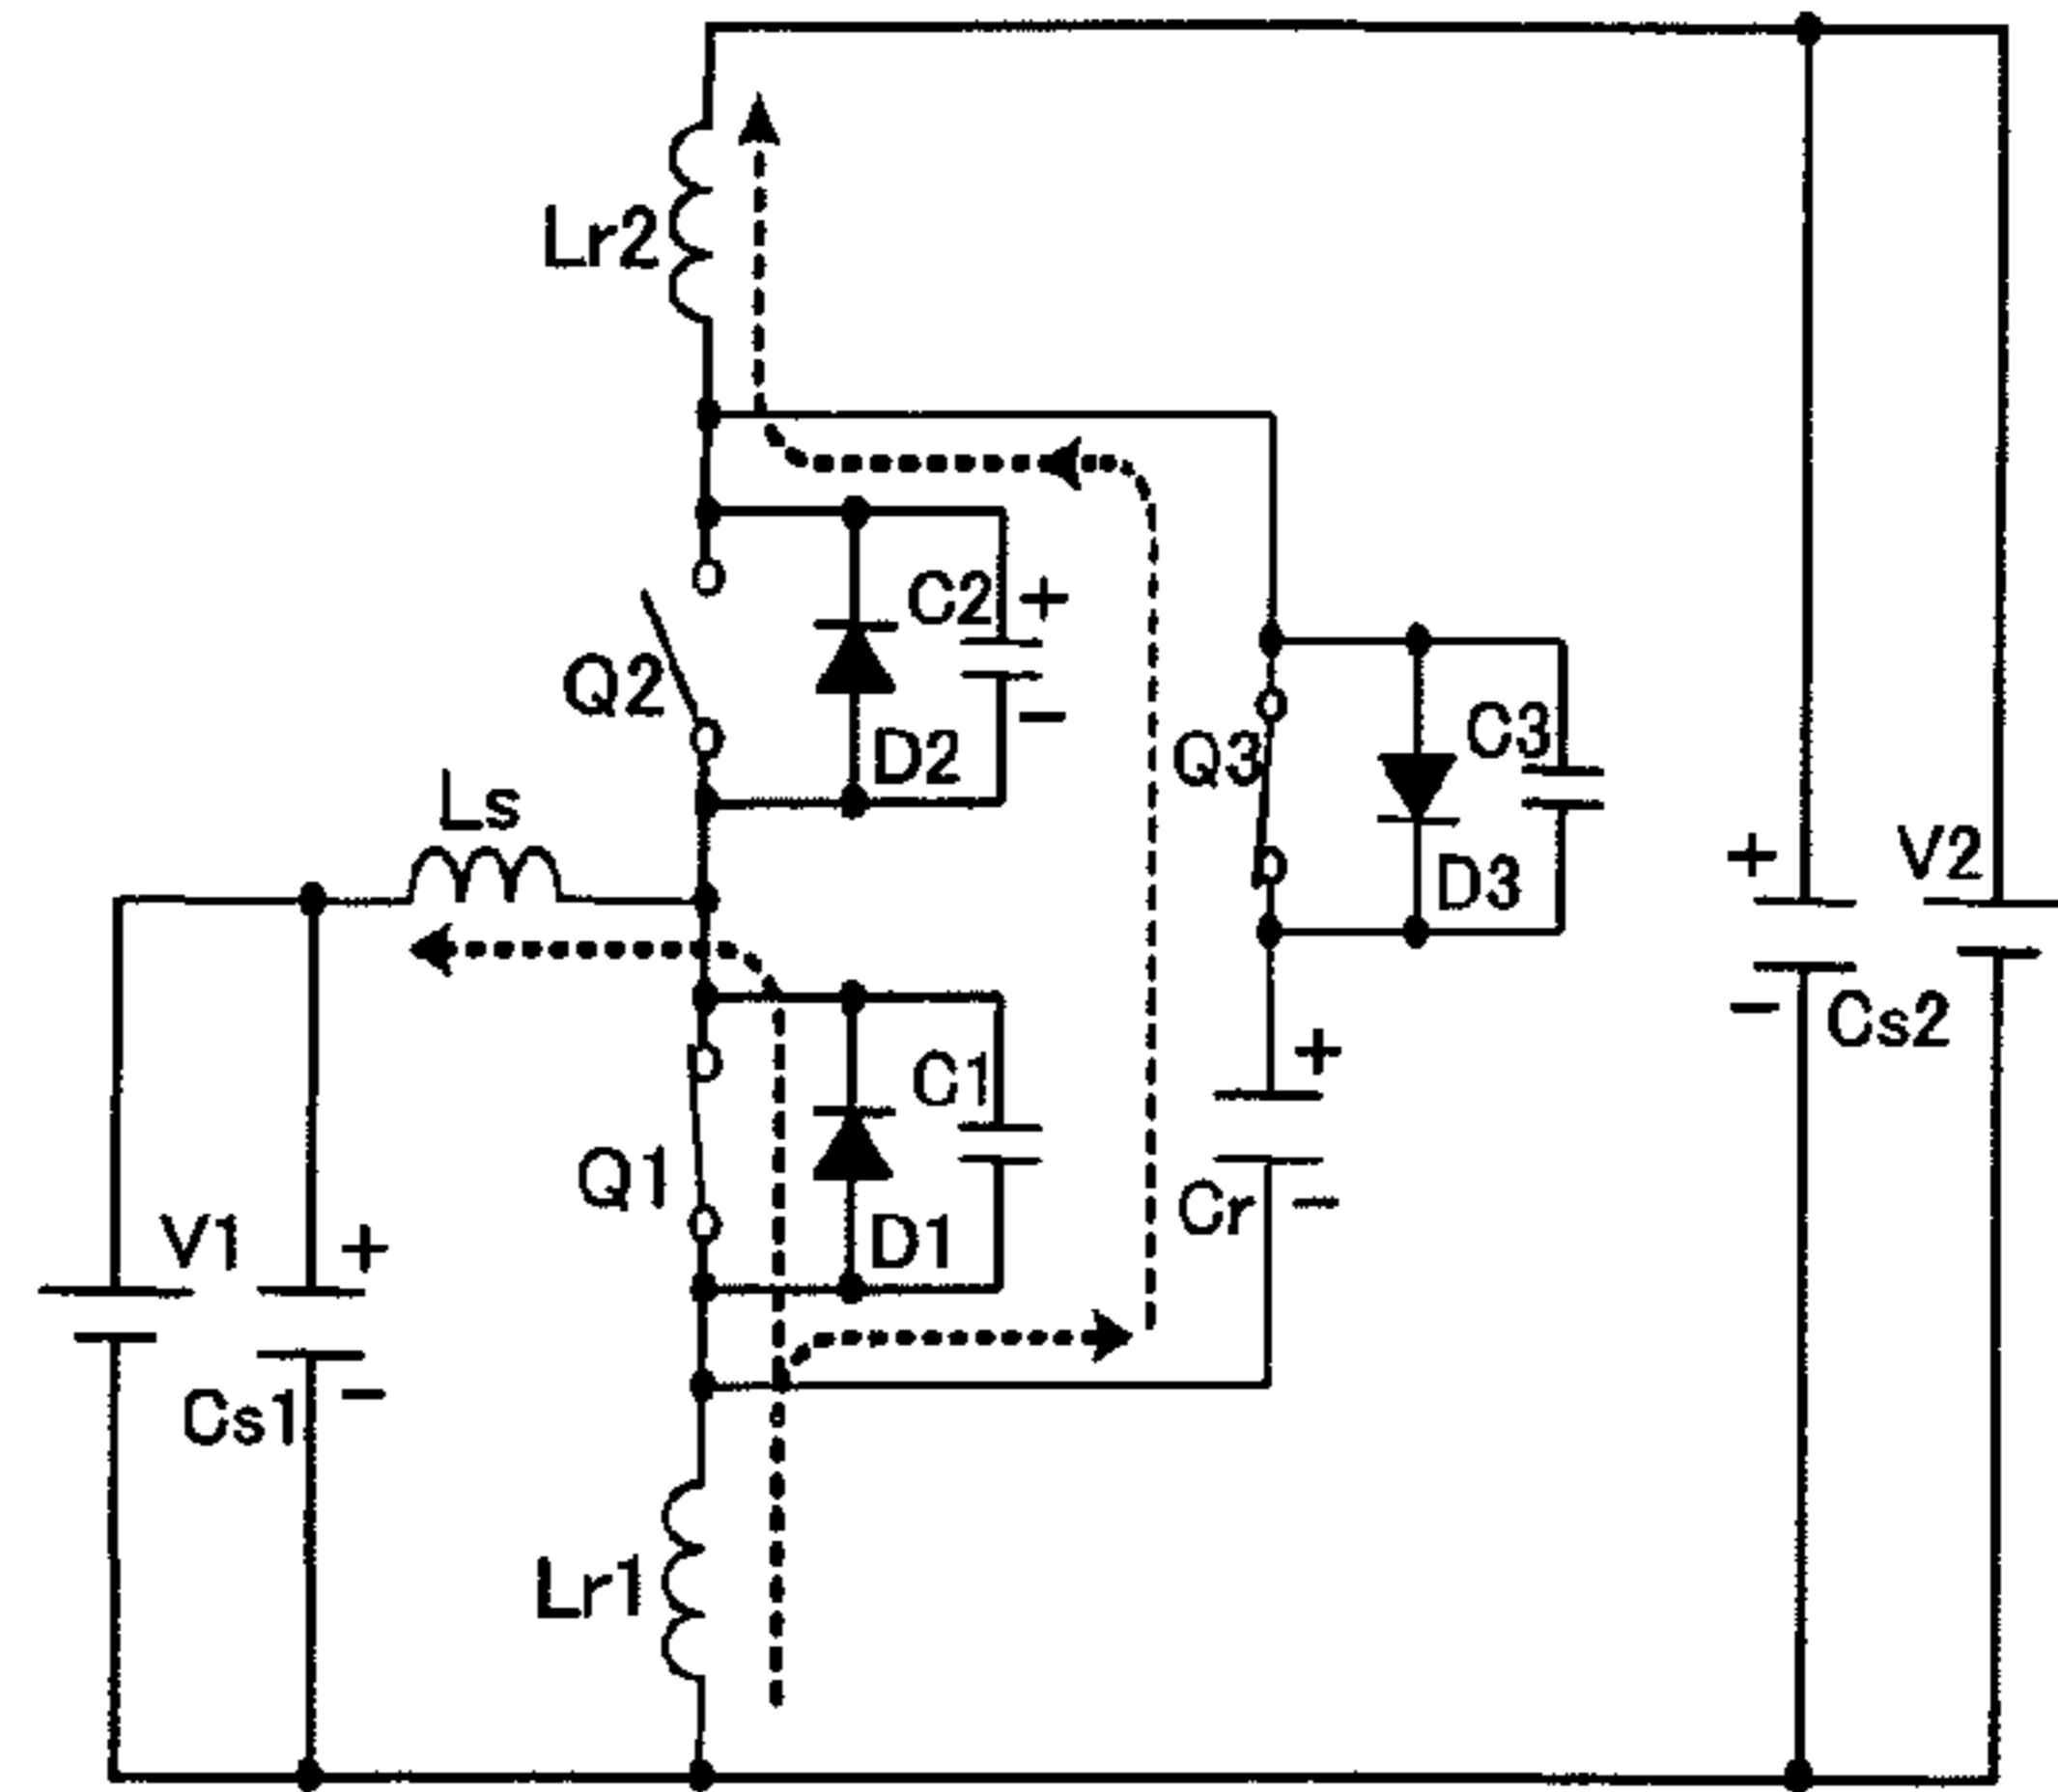 Lr2
C2 +
Q2
D2
-
Q3
C3
D3
Ls
+ V2
- Cs2
C1
Q1
D1
+
Cr -
V1 +
Cs1 -
Lr1